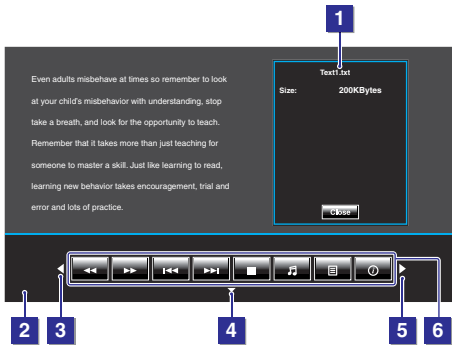 1
Text1.txt
Size: 200KBytes
Close
Even adults misbehave at times so remember to look
at your child's misbehavior with understanding, stop
take a breath, and look for the opportunity to teach.
Remember that it takes more than just teaching for
someone to master a skill. Just like learning to read,
learning new behavior takes encouragement, trial and
error and lots of practice.
2 3 4 5 6